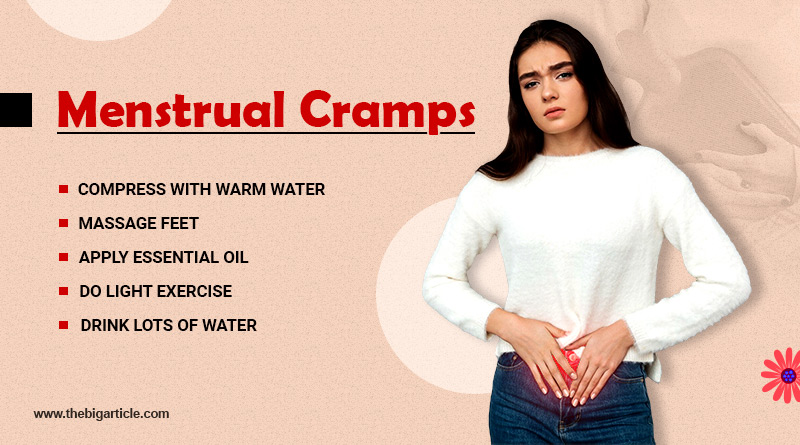 Menstrual Cramps
COMPRESS WITH WARM WATER
MASSAGE FEET
APPLY ESSENTIAL OIL
DO LIGHT EXERCISE
DRINK LOTS OF WATER
www.thebigarticle.com